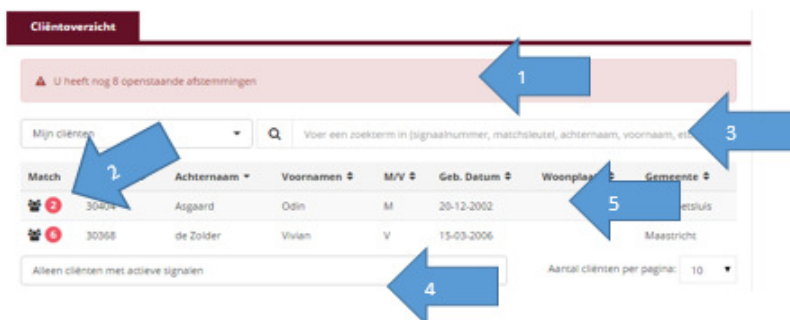 Cliëntoverzicht
U heeft nog 8 openstaande afstemmingen
1
Mijn cliënten
Voer een zoekterm in (signaalnummer, matchsleutel, achternaam, voornaam, etc
3
2
Match Achternaam Voornamen M/V Geb. Datum Woonplaats Gemeente
2 30404 Asgaard Odin M 20-12-2002 5
6 30368 de Zolder Vivian V 15-03-2006 Maastricht
Alleen cliënten met actieve signalen
Aantal cliënten per pagina: 10
4